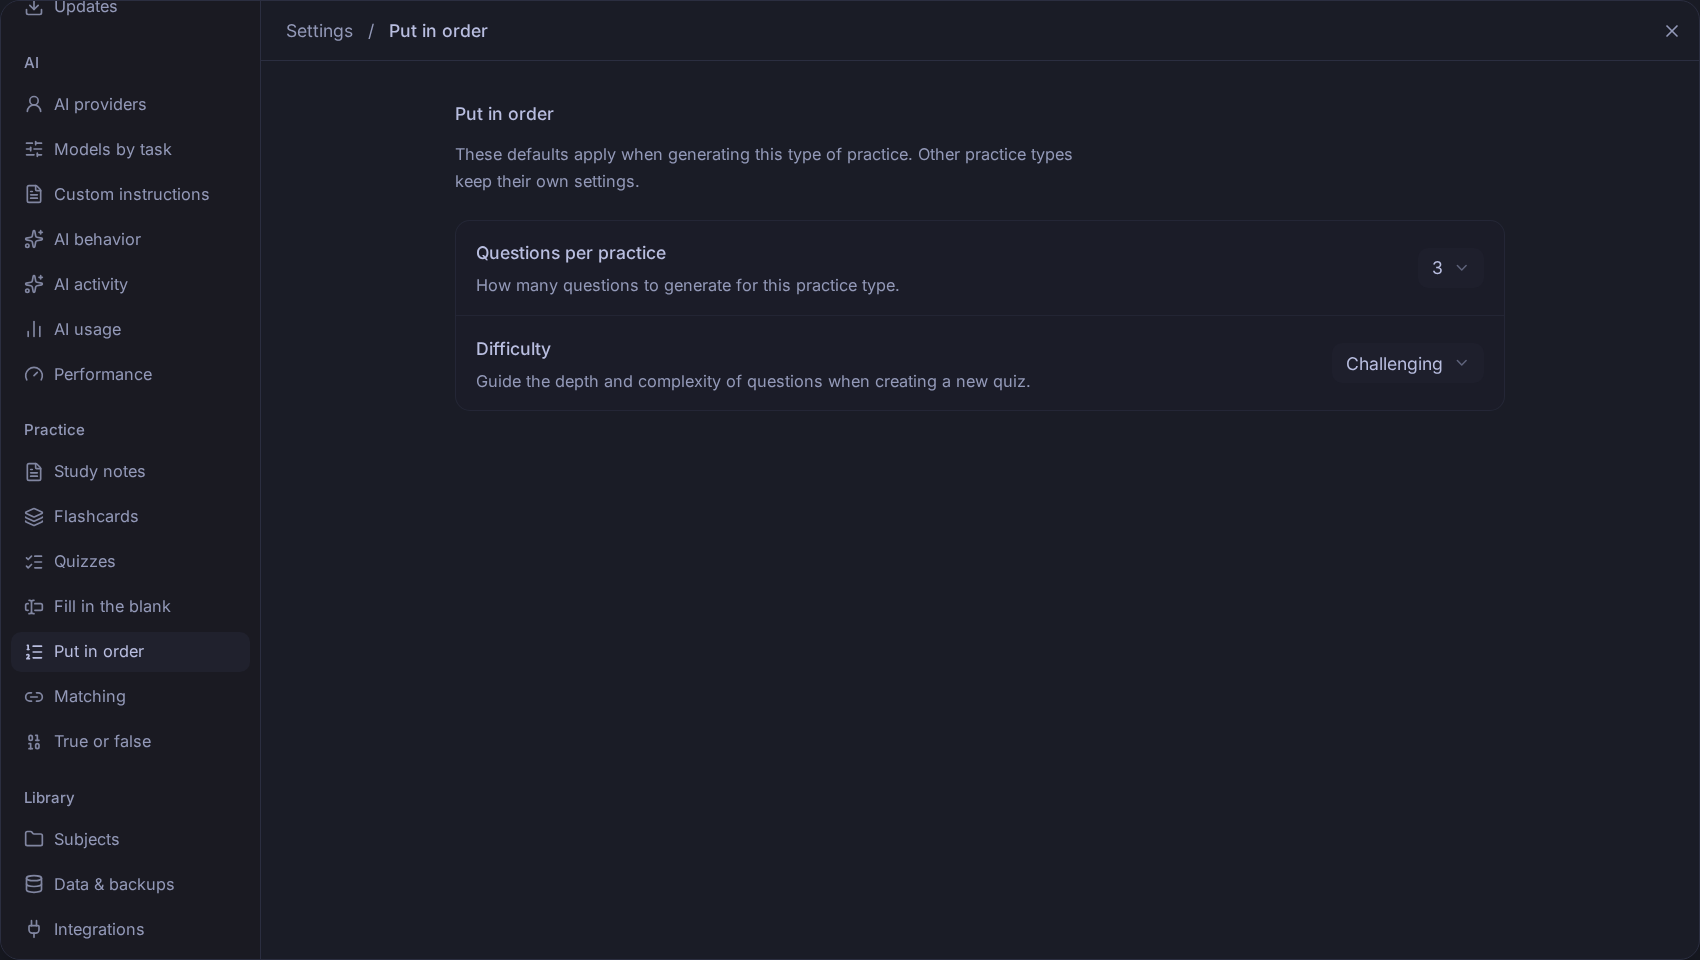 Updates
AI
AI providers
Models by task
Custom instructions
AI behavior
AI activity
AI usage
Performance
Practice
Study notes
Flashcards
Quizzes
Fill in the blank
Put in order
Matching
True or false
Library
Subjects
Data & backups
Integrations
Settings / Put in order
Put in order
These defaults apply when generating this type of practice. Other practice types
keep their own settings.
Questions per practice
How many questions to generate for this practice type.
3
Difficulty
Guide the depth and complexity of questions when creating a new quiz.
Challenging